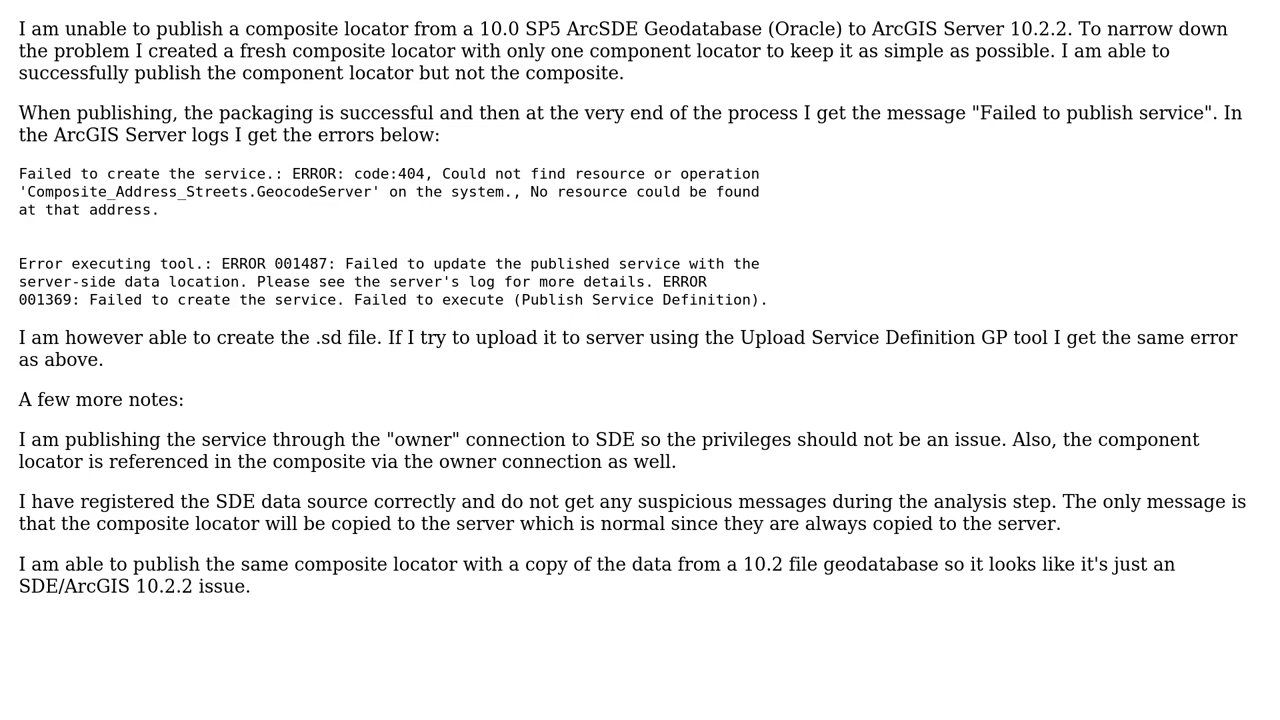 I am unable to publish a composite locator from a 10.0 SP5 ArcSDE Geodatabase (Oracle) to ArcGIS Server 10.2.2. To narrow down
the problem I created a fresh composite locator with only one component locator to keep it as simple as possible. I am able to
successfully publish the component locator but not the composite.
When publishing, the packaging is successful and then at the very end of the process I get the message "Failed to publish service". In
the ArcGIS Server logs I get the errors below:
Failed to create the service.: ERROR: code:404, Could not find resource or operation
'Composite_Address_Streets.GeocodeServer' on the system., No resource could be found
at that address.
Error executing tool.: ERROR 001487: Failed to update the published service with the
server-side data location. Please see the server's log for more details. ERROR
001369: Failed to create the service. Failed to execute (Publish Service Definition).
I am however able to create the .sd file. If I try to upload it to server using the Upload Service Definition GP tool I get the same error
as above.
A few more notes:
I am publishing the service through the "owner" connection to SDE so the privileges should not be an issue. Also, the component
locator is referenced in the composite via the owner connection as well.
I have registered the SDE data source correctly and do not get any suspicious messages during the analysis step. The only message is
that the composite locator will be copied to the server which is normal since they are always copied to the server.
I am able to publish the same composite locator with a copy of the data from a 10.2 file geodatabase so it looks like it's just an
SDE/ArcGIS 10.2.2 issue.